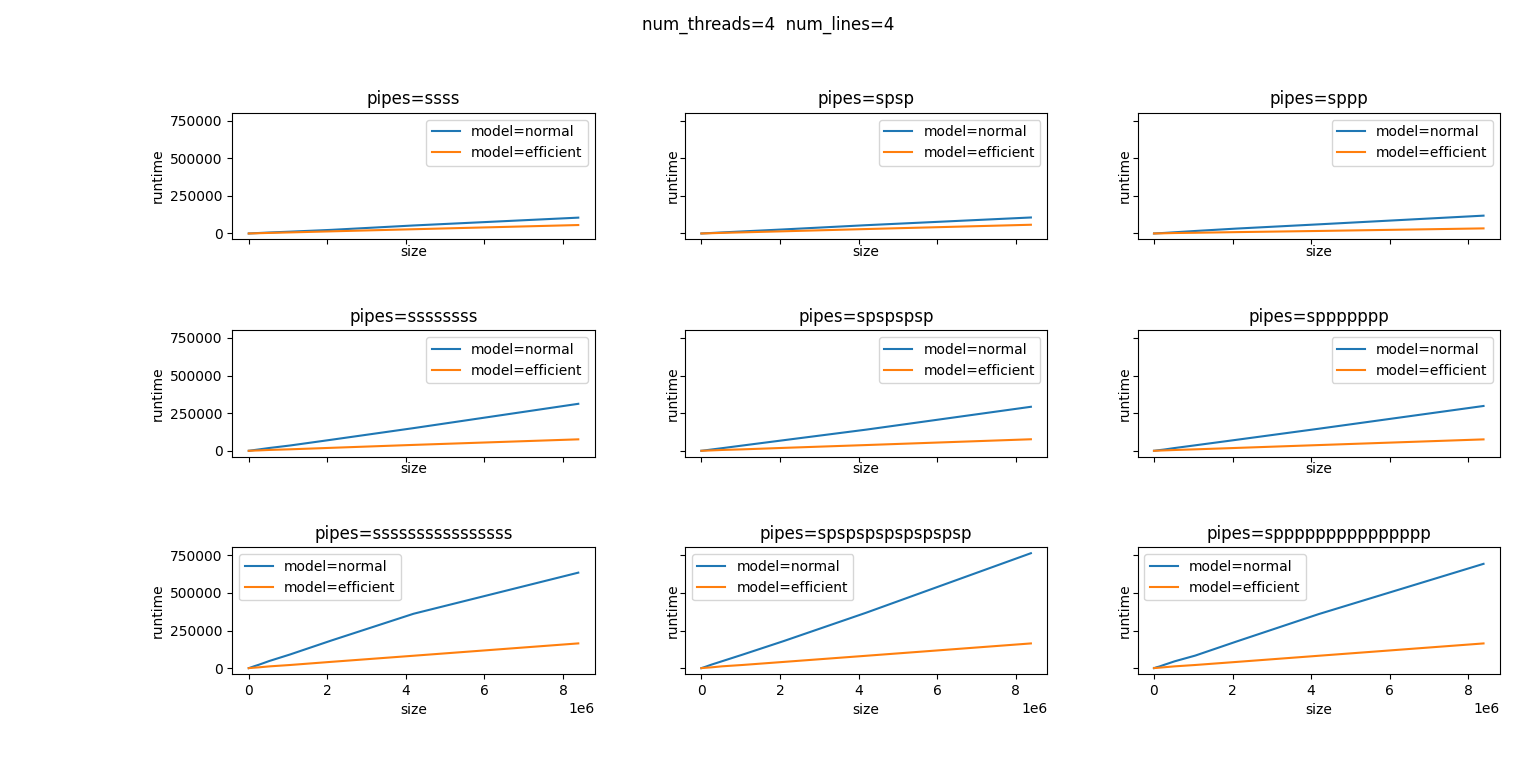 num_threads=4  num_lines=4
pipes=ssss
750000
500000
250000
0
runtime
model=normal
model=efficient
size
pipes=spsp
runtime
model=normal
model=efficient
size
pipes=sppp
runtime
model=normal
model=efficient
size
pipes=ssssssss
750000
500000
250000
0
runtime
model=normal
model=efficient
size
pipes=spspspsp
runtime
model=normal
model=efficient
size
pipes=sppppppp
runtime
model=normal
model=efficient
size
pipes=ssssssssssssssss
750000
500000
250000
0
runtime
model=normal
model=efficient
0 2 4 6 8
1e6
size
pipes=spspspspspspspsp
runtime
model=normal
model=efficient
0 2 4 6 8
1e6
size
pipes=sppppppppppppppp
runtime
model=normal
model=efficient
0 2 4 6 8
1e6
size